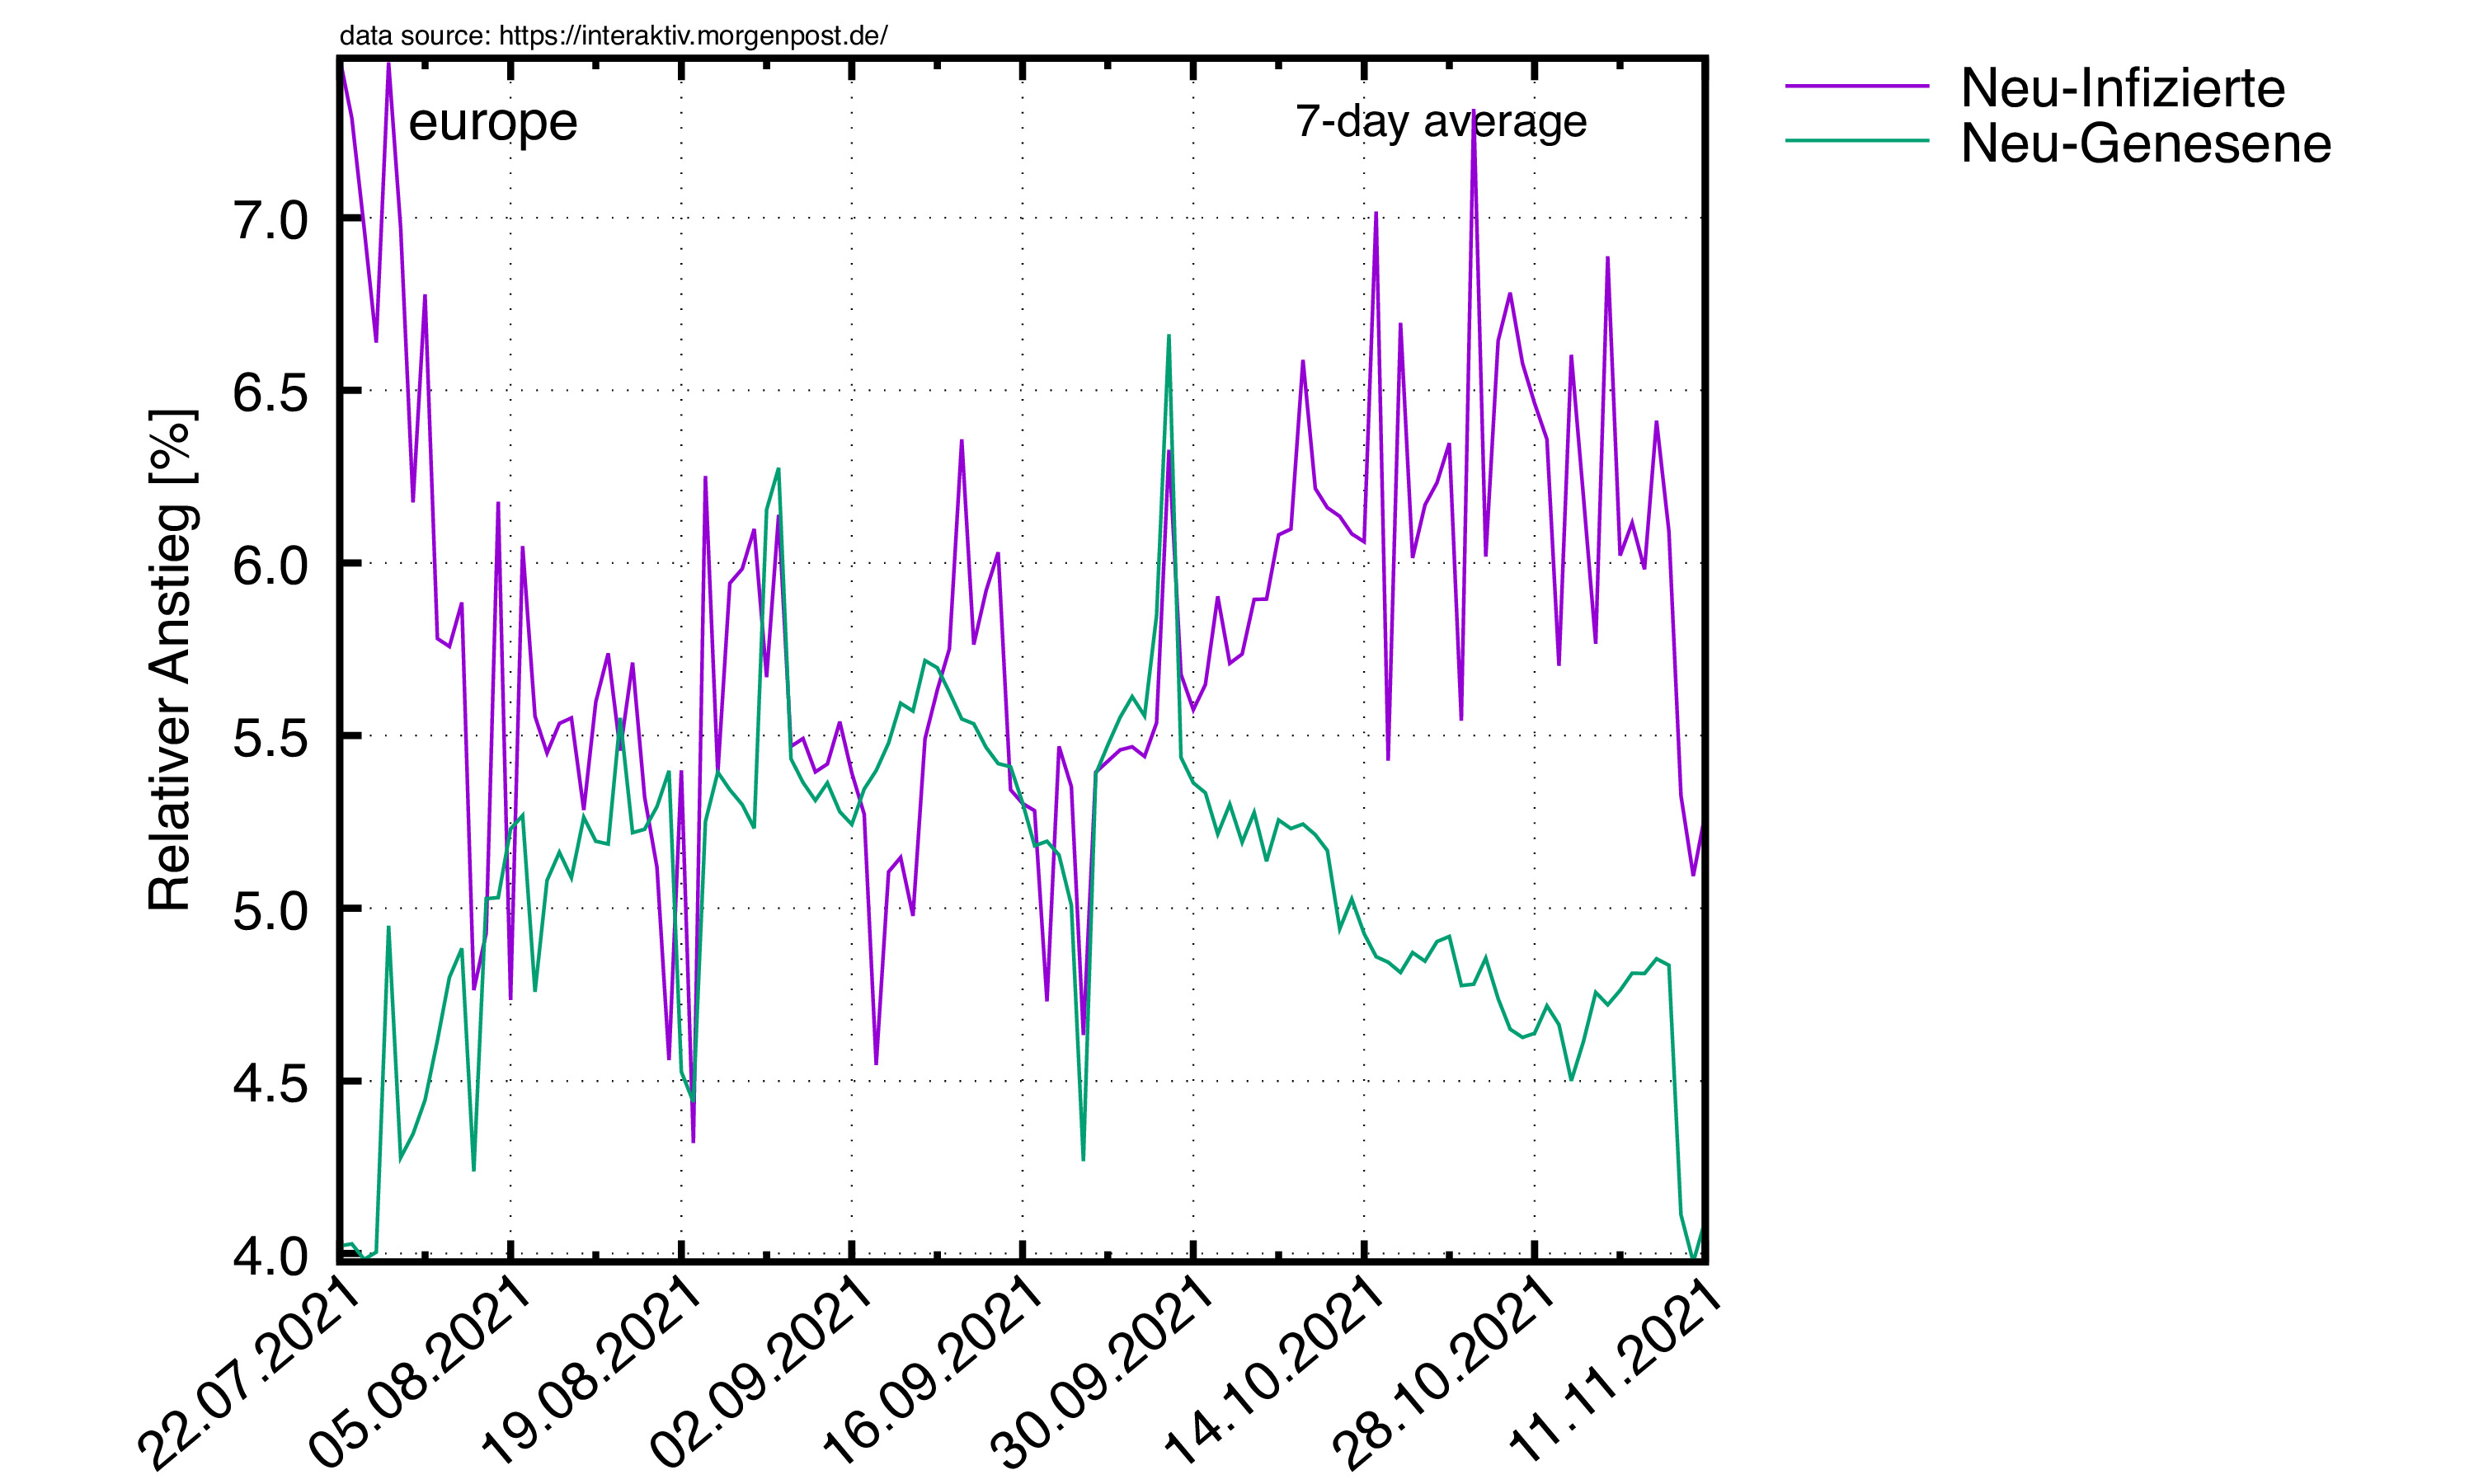 data source: https://interaktiv.morgenpost.de/
europe
7-day average
Neu-Infizierte
Neu-Genesene
Relativer Anstieg [%]
7.0
6.5
6.0
5.5
5.0
4.5
4.0
22.07.2021
05.08.2021
19.08.2021
02.09.2021
16.09.2021
30.09.2021
14.10.2021
28.10.2021
11.11.2021